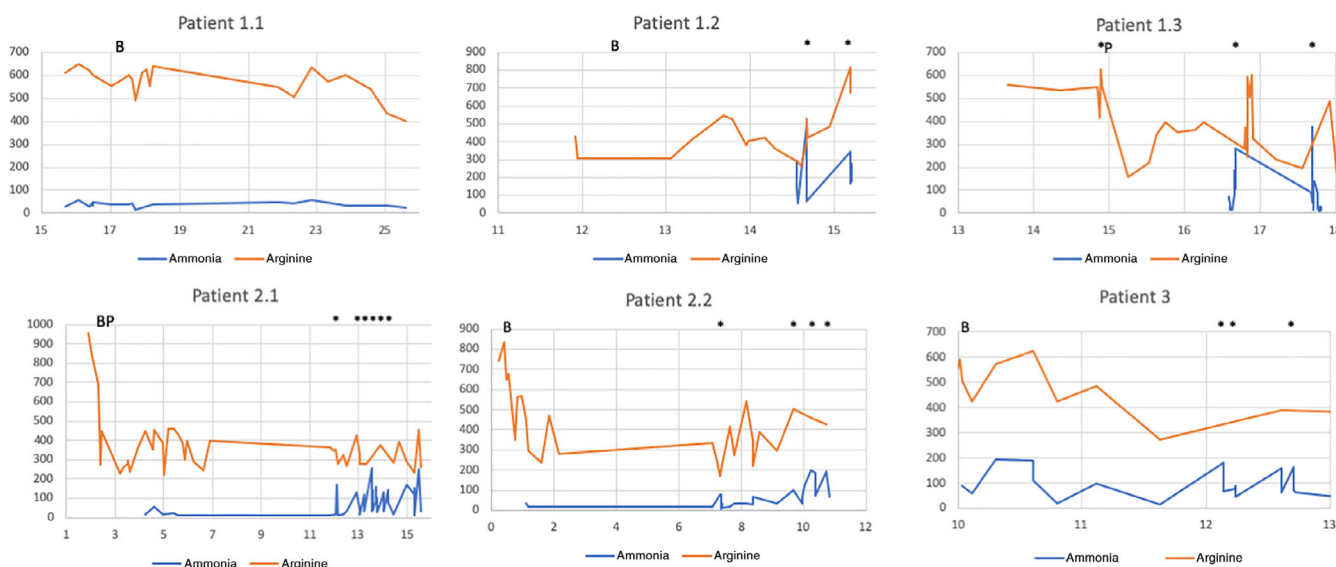 Patient 1.1
B
700
600
500
400
300
200
100
0
15 17 19 21 23 25
Ammonia Arginine
Patient 1.2
B * *
900
800
700
600
500
400
300
200
100
0
11 12 13 14 15
Ammonia Arginine
Patient 1.3
*P * *
700
600
500
400
300
200
100
0
13 14 15 16 17 18
Ammonia Arginine
Patient 2.1
BP * * * * * *
1000
900
800
700
600
500
400
300
200
100
0
1 3 5 7 9 11 13 15
Ammonia Arginine
Patient 2.2
B * * * *
900
800
700
600
500
400
300
200
100
0
0 2 4 6 8 10 12
Ammonia Arginine
Patient 3
B * * *
700
600
500
400
300
200
100
0
10 11 12 13
Ammonia Arginine